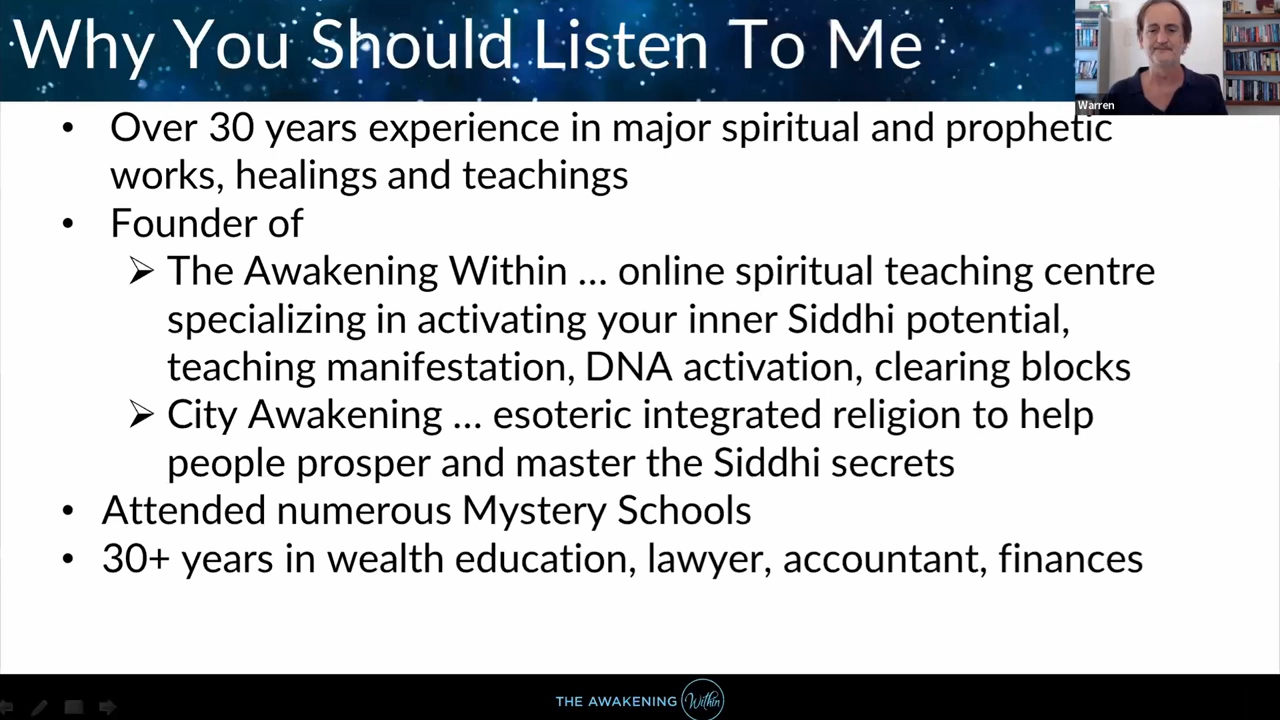 Why You Should Listen To Me
Warren
• Over 30 years experience in major spiritual and prophetic
works, healings and teachings
• Founder of
➢ The Awakening Within ... online spiritual teaching centre
specializing in activating your inner Siddhi potential,
teaching manifestation, DNA activation, clearing blocks
➢ City Awakening ... esoteric integrated religion to help
people prosper and master the Siddhi secrets
• Attended numerous Mystery Schools
• 30+ years in wealth education, lawyer, accountant, finances
THE AWAKENING Within